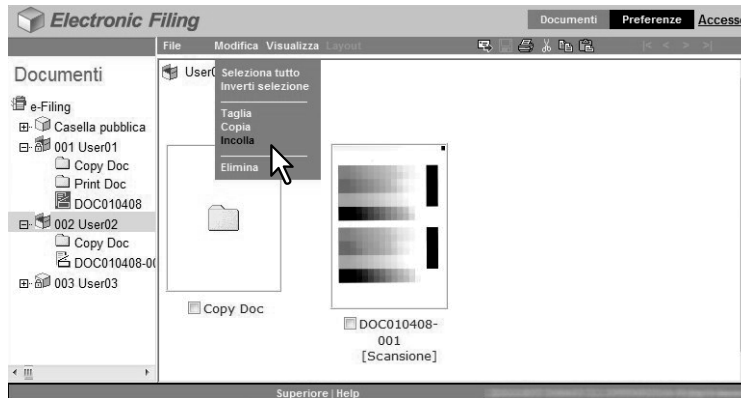 Electronic Filing
Documenti Preferenze Access
File Modifica Visualizza Layout
Documenti
e-Filing
Casella pubblica
001 User01
Copy Doc
Print Doc
DOC010408
002 User02
Copy Doc
DOC010408-00
003 User03
User
Seleziona tutto
Inverti selezione
Taglia
Copia
Incolla
Elimina
Copy Doc
DOC010408-
001
[Scansione]
Superiore | Help